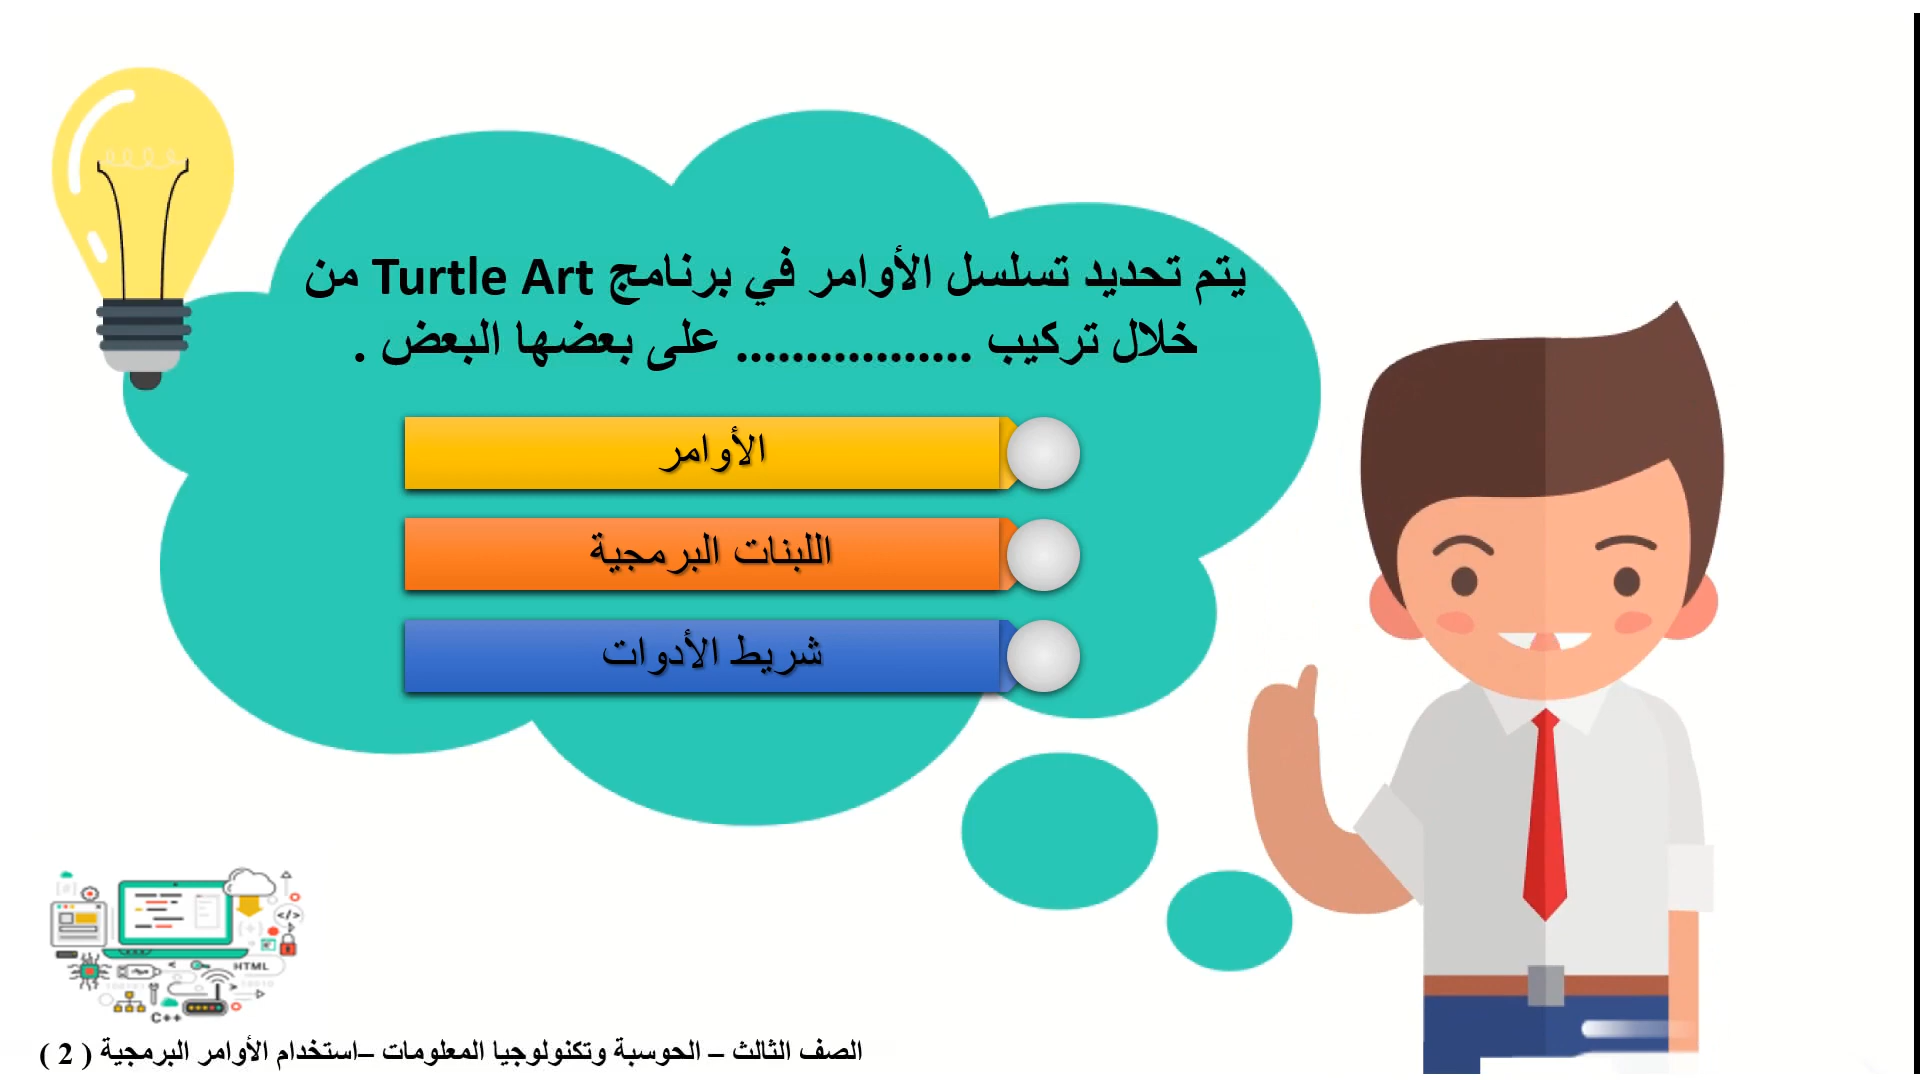 يتم تحديد تسلسل الأوامر في برنامج Turtle Art من
خلال تركيب ................. على بعضها البعض .
الأوامر
اللبنات البرمجية
شريط الأدوات
HTML
C++
الصف الثالث – الحوسبة وتكنولوجيا المعلومات –استخدام الأوامر البرمجية ( 2 )